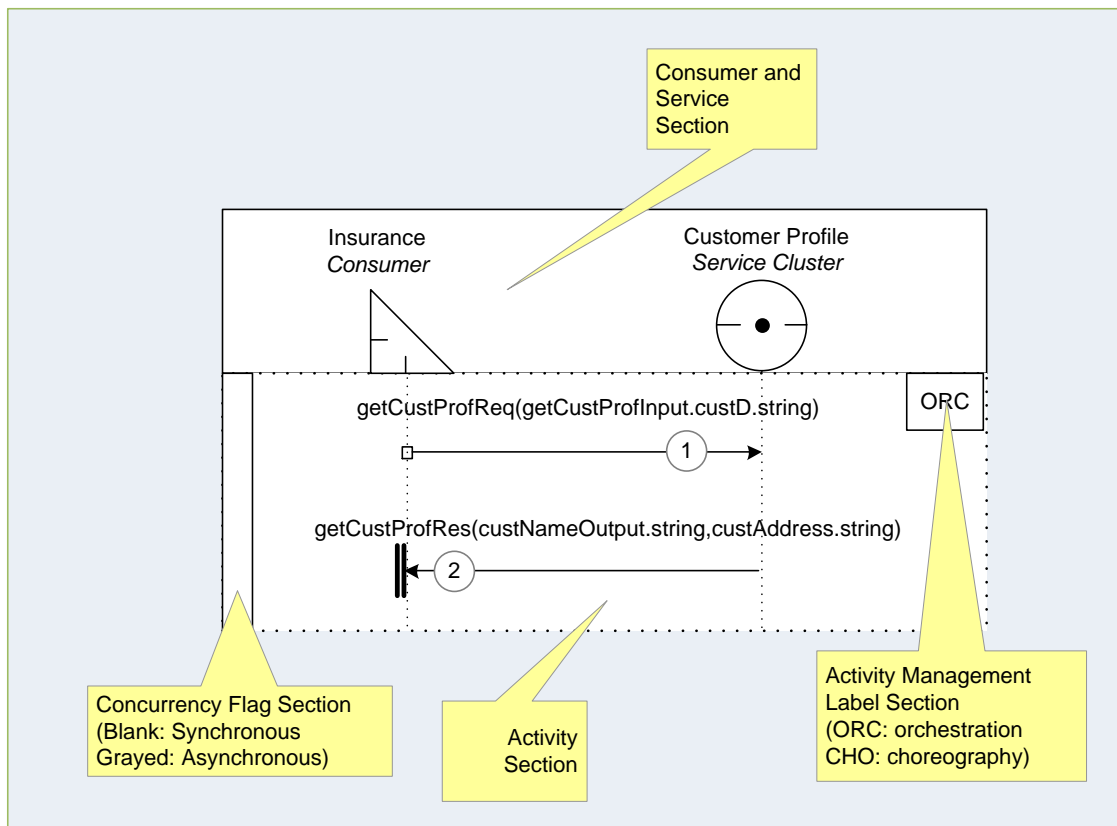 Consumer and
Service
Section
Insurance
Consumer
Customer Profile
Service Cluster
getCustProfReq(getCustProfInput.custD.string)
ORC
1
getCustProfRes(custNameOutput.string,custAddress.string)
2
Concurrency Flag Section
(Blank: Synchronous
Grayed: Asynchronous)
Activity
Section
Activity Management
Label Section
(ORC: orchestration
CHO: choreography)